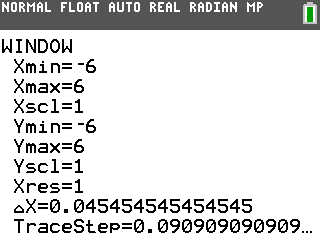 NORMAL FLOAT AUTO REAL RADIAN MP
WINDOW
Xmin=⁻6
Xmax=6
Xscl=1
Ymin=⁻6
Ymax=6
Yscl=1
Xres=1
△X=0.045454545454545
TraceStep=0.090909090909…